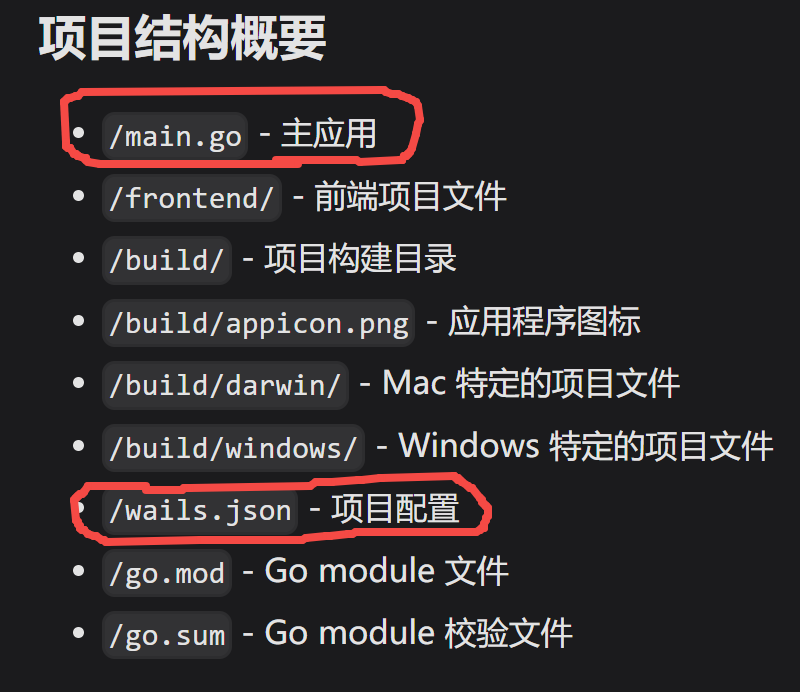 项目结构概要
/main.go - 主应用
/frontend/ - 前端项目文件
/build/ - 项目构建目录
/build/appicon.png - 应用程序图标
/build/darwin/ - Mac 特定的项目文件
/build/windows/ - Windows 特定的项目文件
/wails.json - 项目配置
/go.mod - Go module 文件
/go.sum - Go module 校验文件